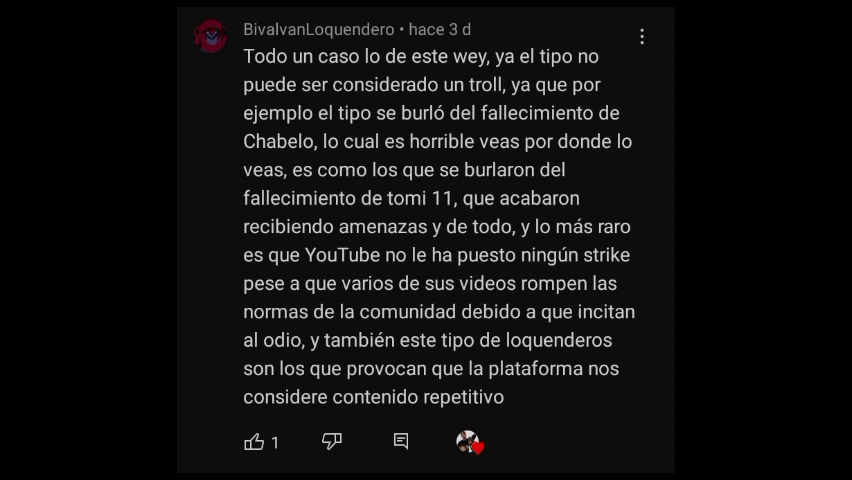 BivalvanLoquendero • hace 3 d
Todo un caso lo de este wey, ya el tipo no
puede ser considerado un troll, ya que por
ejemplo el tipo se burló del fallecimiento de
Chabelo, lo cual es horrible veas por donde lo
veas, es como los que se burlaron del
fallecimiento de tomi 11, que acabaron
recibiendo amenazas y de todo, y lo más raro
es que YouTube no le ha puesto ningún strike
pese a que varios de sus videos rompen las
normas de la comunidad debido a que incitan
al odio, y también este tipo de loquenderos
son los que provocan que la plataforma nos
considere contenido repetitivo
1